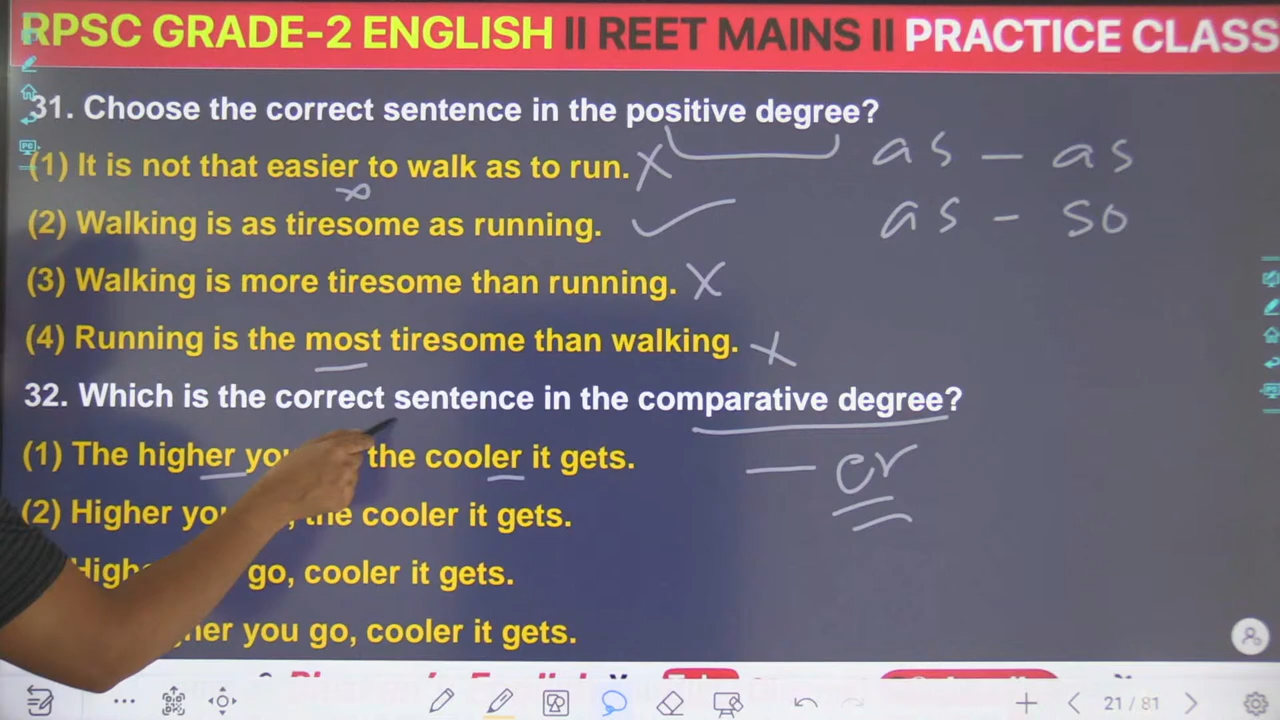 RPSC GRADE-2 ENGLISH II REET MAINS II PRACTICE CLASS
31. Choose the correct sentence in the positive degree?
(1) It is not that easier to walk as to run.
as – as
(2) Walking is as tiresome as running.
as – so
(3) Walking is more tiresome than running.
(4) Running is the most tiresome than walking.
32. Which is the correct sentence in the comparative degree?
(1) The higher you the cooler it gets.
— er
(2) Higher you the cooler it gets.
go, cooler it gets.
you go, cooler it gets.
21 / 81